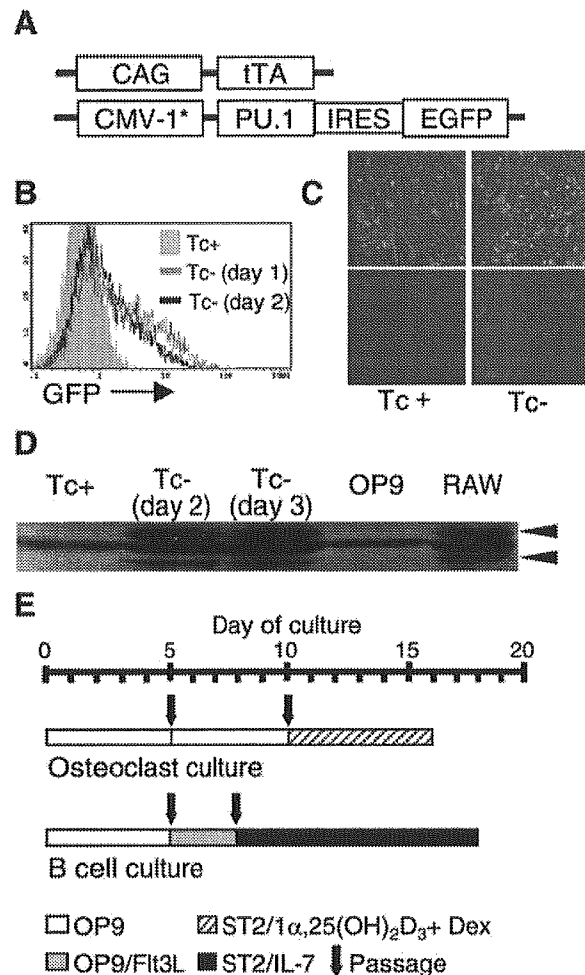 A
CAG tTA
CMV-1* PU.1 IRES EGFP
B
Tc+
Tc- (day 1)
Tc- (day 2)
GFP
C
Tc + Tc-
D
Tc+ Tc- (day 2) Tc- (day 3) OP9 RAW
E
Day of culture
0 5 10 15 20
Osteoclast culture
B cell culture
OP9 ST2/1α,25(OH)₂D₃+ Dex
OP9/Flt3L ST2/IL-7 Passage